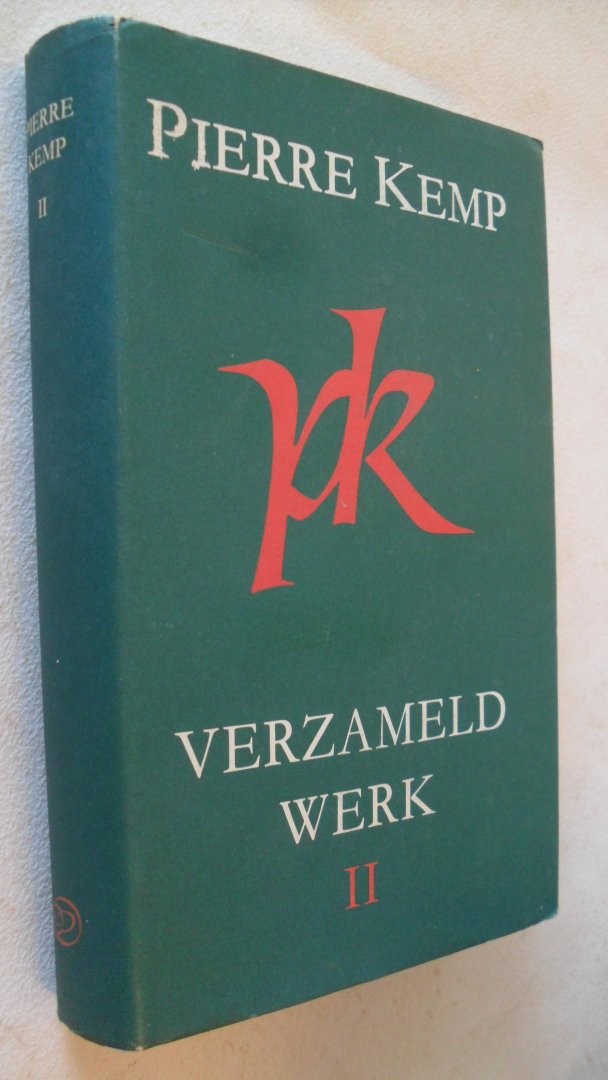 PIERRE
KEMP
II
PIERRE KEMP
pk
VERZAMELD
WERK
II